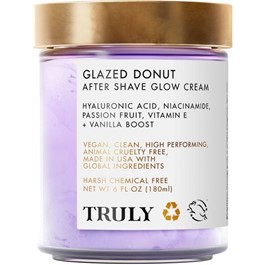 GLAZED DONUT
AFTER SHAVE GLOW CREAM
HYALURONIC ACID, NIACINAMIDE,
PASSION FRUIT, VITAMIN E
+ VANILLA BOOST
VEGAN, CLEAN, HIGH PERFORMING,
ANIMAL CRUELTY FREE,
MADE IN USA WITH
GLOBAL INGREDIENTS
HARSH CHEMICAL FREE
NET WT 6 FL OZ (180ml)
TRULY